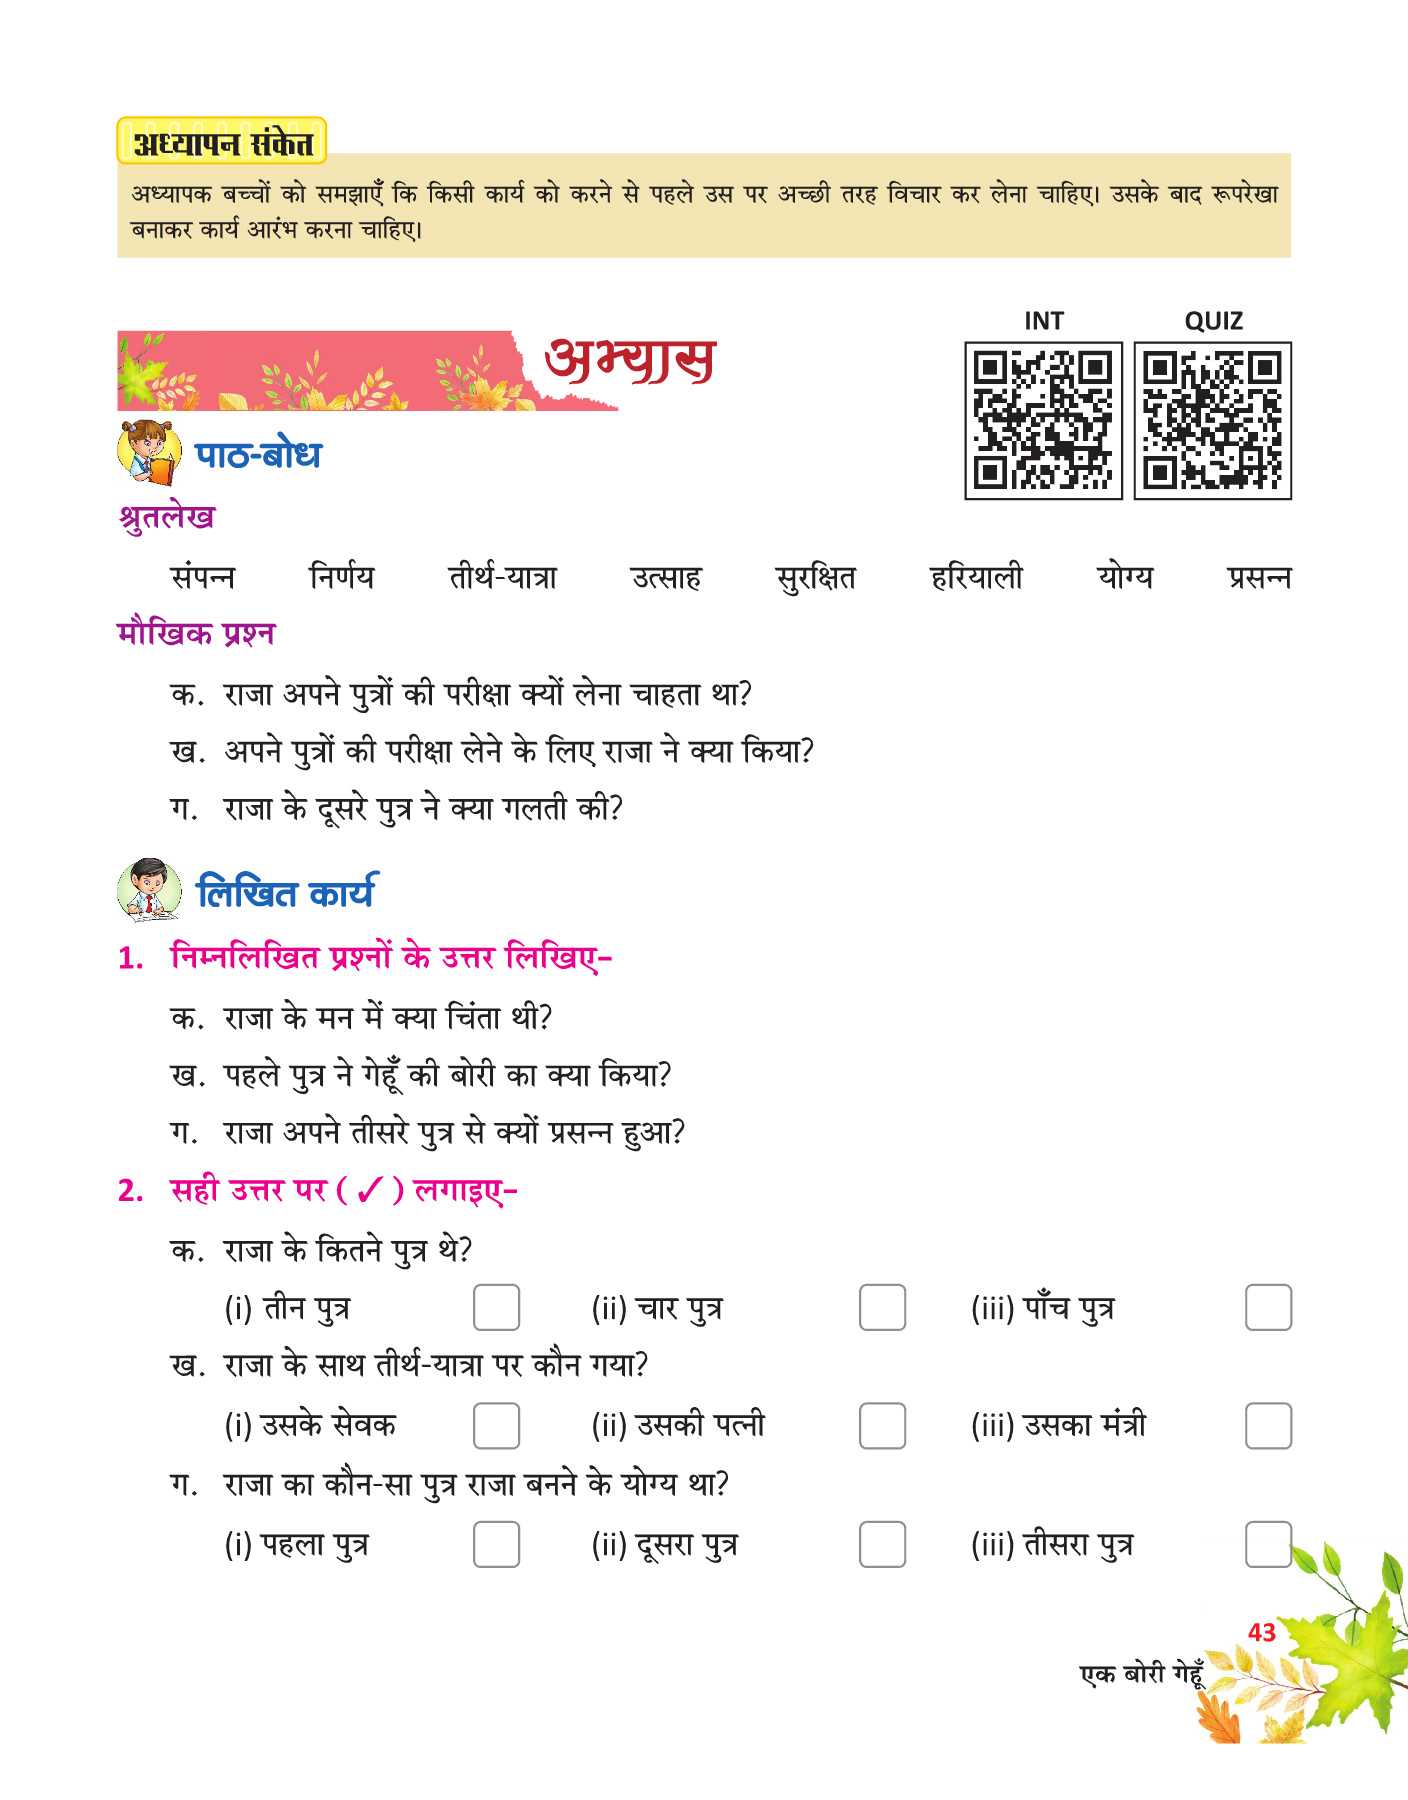 अध्यापन संकेत
अध्यापक बच्चों को समझाएँ कि किसी कार्य को करने से पहले उस पर अच्छी तरह विचार कर लेना चाहिए। उसके बाद रूपरेखा
बनाकर कार्य आरंभ करना चाहिए।
INT QUIZ
अभ्यास
पाठ-बोध
श्रुतलेख
संपन्न निर्णय तीर्थ-यात्रा उत्साह सुरक्षित हरियाली योग्य प्रसन्न
मौखिक प्रश्न
क. राजा अपने पुत्रों की परीक्षा क्यों लेना चाहता था?
ख. अपने पुत्रों की परीक्षा लेने के लिए राजा ने क्या किया?
ग. राजा के दूसरे पुत्र ने क्या गलती की?
लिखित कार्य
1. निम्नलिखित प्रश्नों के उत्तर लिखिए–
क. राजा के मन में क्या चिंता थी?
ख. पहले पुत्र ने गेहूँ की बोरी का क्या किया?
ग. राजा अपने तीसरे पुत्र से क्यों प्रसन्न हुआ?
2. सही उत्तर पर (✓) लगाइए–
क. राजा के कितने पुत्र थे?
(i) तीन पुत्र (ii) चार पुत्र (iii) पाँच पुत्र
ख. राजा के साथ तीर्थ-यात्रा पर कौन गया?
(i) उसके सेवक (ii) उसकी पत्नी (iii) उसका मंत्री
ग. राजा का कौन-सा पुत्र राजा बनने के योग्य था?
(i) पहला पुत्र (ii) दूसरा पुत्र (iii) तीसरा पुत्र
43
एक बोरी गेहूँ